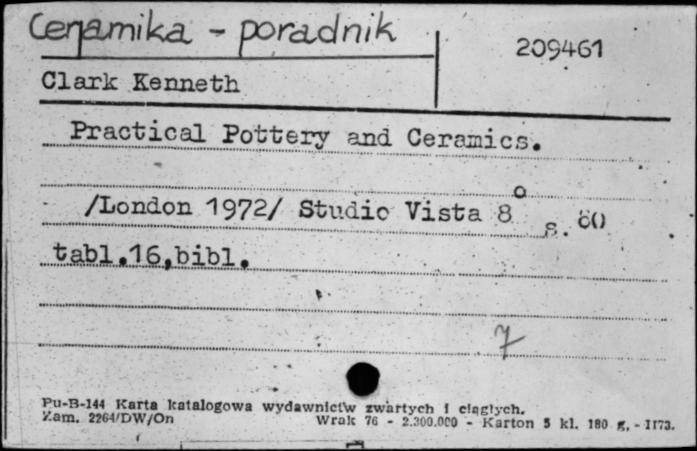 Ceramika - poradnik
209461
Clark Kenneth
Practical Pottery and Ceramics.
/London 1972/ Studio Vista 8° s. 80
tabl.16,bibl.
7
Pu-B-144 Karta katalogowa wydawnictw zwartych i ciągłych.
Zam. 2264/DW/On Wrak 76 - 2.300.000 - Karton 5 kl. 180 g. - 1173.